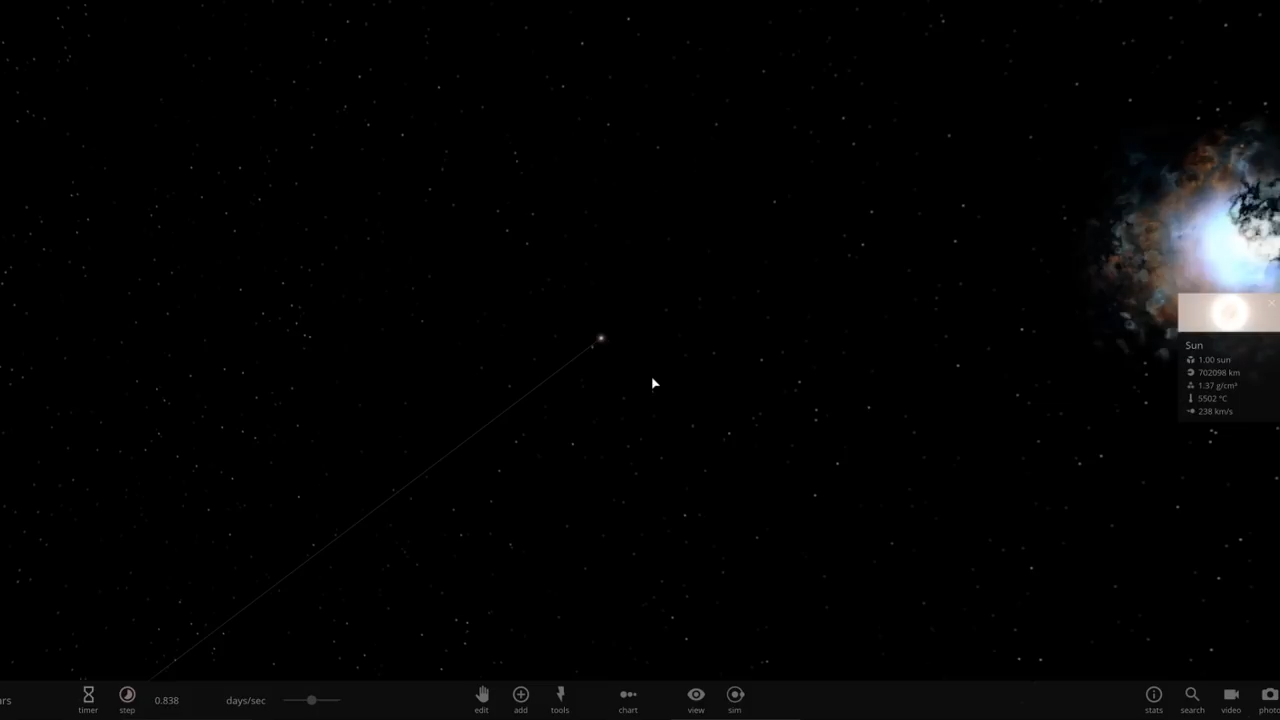 Sun
1.00 sun
702098 km
1.37 g/cm³
5502 °C
238 km/s
timer
step
0.838
days/sec
edit
add
tools
chart
view
sim
stats
search
video